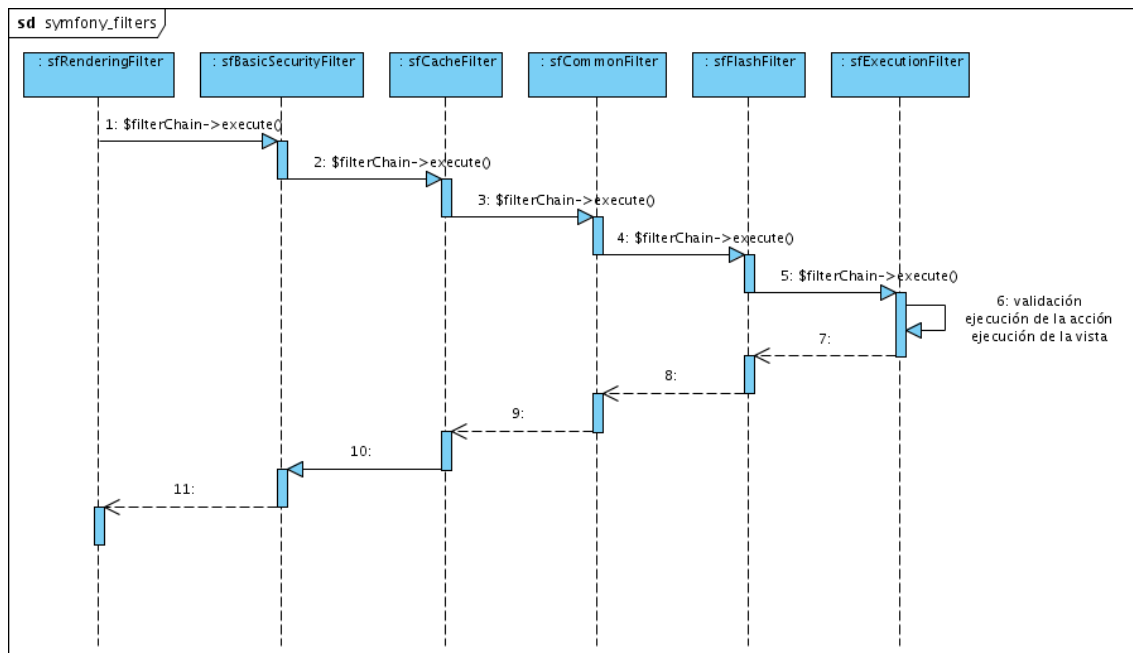 sd symfony_filters
: sfRenderingFilter
: sfBasicSecurityFilter
: sfCacheFilter
: sfCommonFilter
: sfFlashFilter
: sfExecutionFilter
1: $filterChain->execute()
2: $filterChain->execute()
3: $filterChain->execute()
4: $filterChain->execute()
5: $filterChain->execute()
6: validación
ejecución de la acción
ejecución de la vista
7:
8:
9:
10:
11: